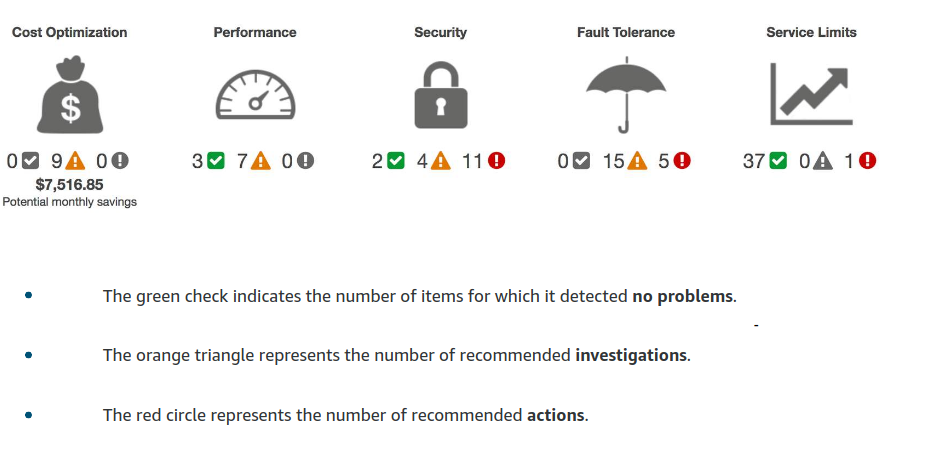 Cost Optimization Performance Security Fault Tolerance Service Limits
$
0 9 0 3 7 0 2 4 11 0 15 5 37 0 1
$7,516.85
Potential monthly savings
• The green check indicates the number of items for which it detected no problems.
-
• The orange triangle represents the number of recommended investigations.
• The red circle represents the number of recommended actions.